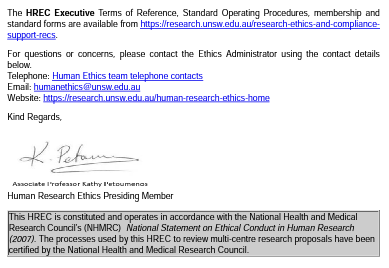 The HREC Executive Terms of Reference, Standard Operating Procedures, membership and
standard forms are available from https://research.unsw.edu.au/research-ethics-and-compliance-
support-recs.
For questions or concerns, please contact the Ethics Administrator using the contact details
below.
Telephone: Human Ethics team telephone contacts
Email: humanethics@unsw.edu.au
Website: https://research.unsw.edu.au/human-research-ethics-home
Kind Regards,
K. Petoumenos
Associate Professor Kathy Petoumenos
Human Research Ethics Presiding Member
This HREC is constituted and operates in accordance with the National Health and Medical
Research Council's (NHMRC) National Statement on Ethical Conduct in Human Research
(2007). The processes used by this HREC to review multi-centre research proposals have been
certified by the National Health and Medical Research Council.